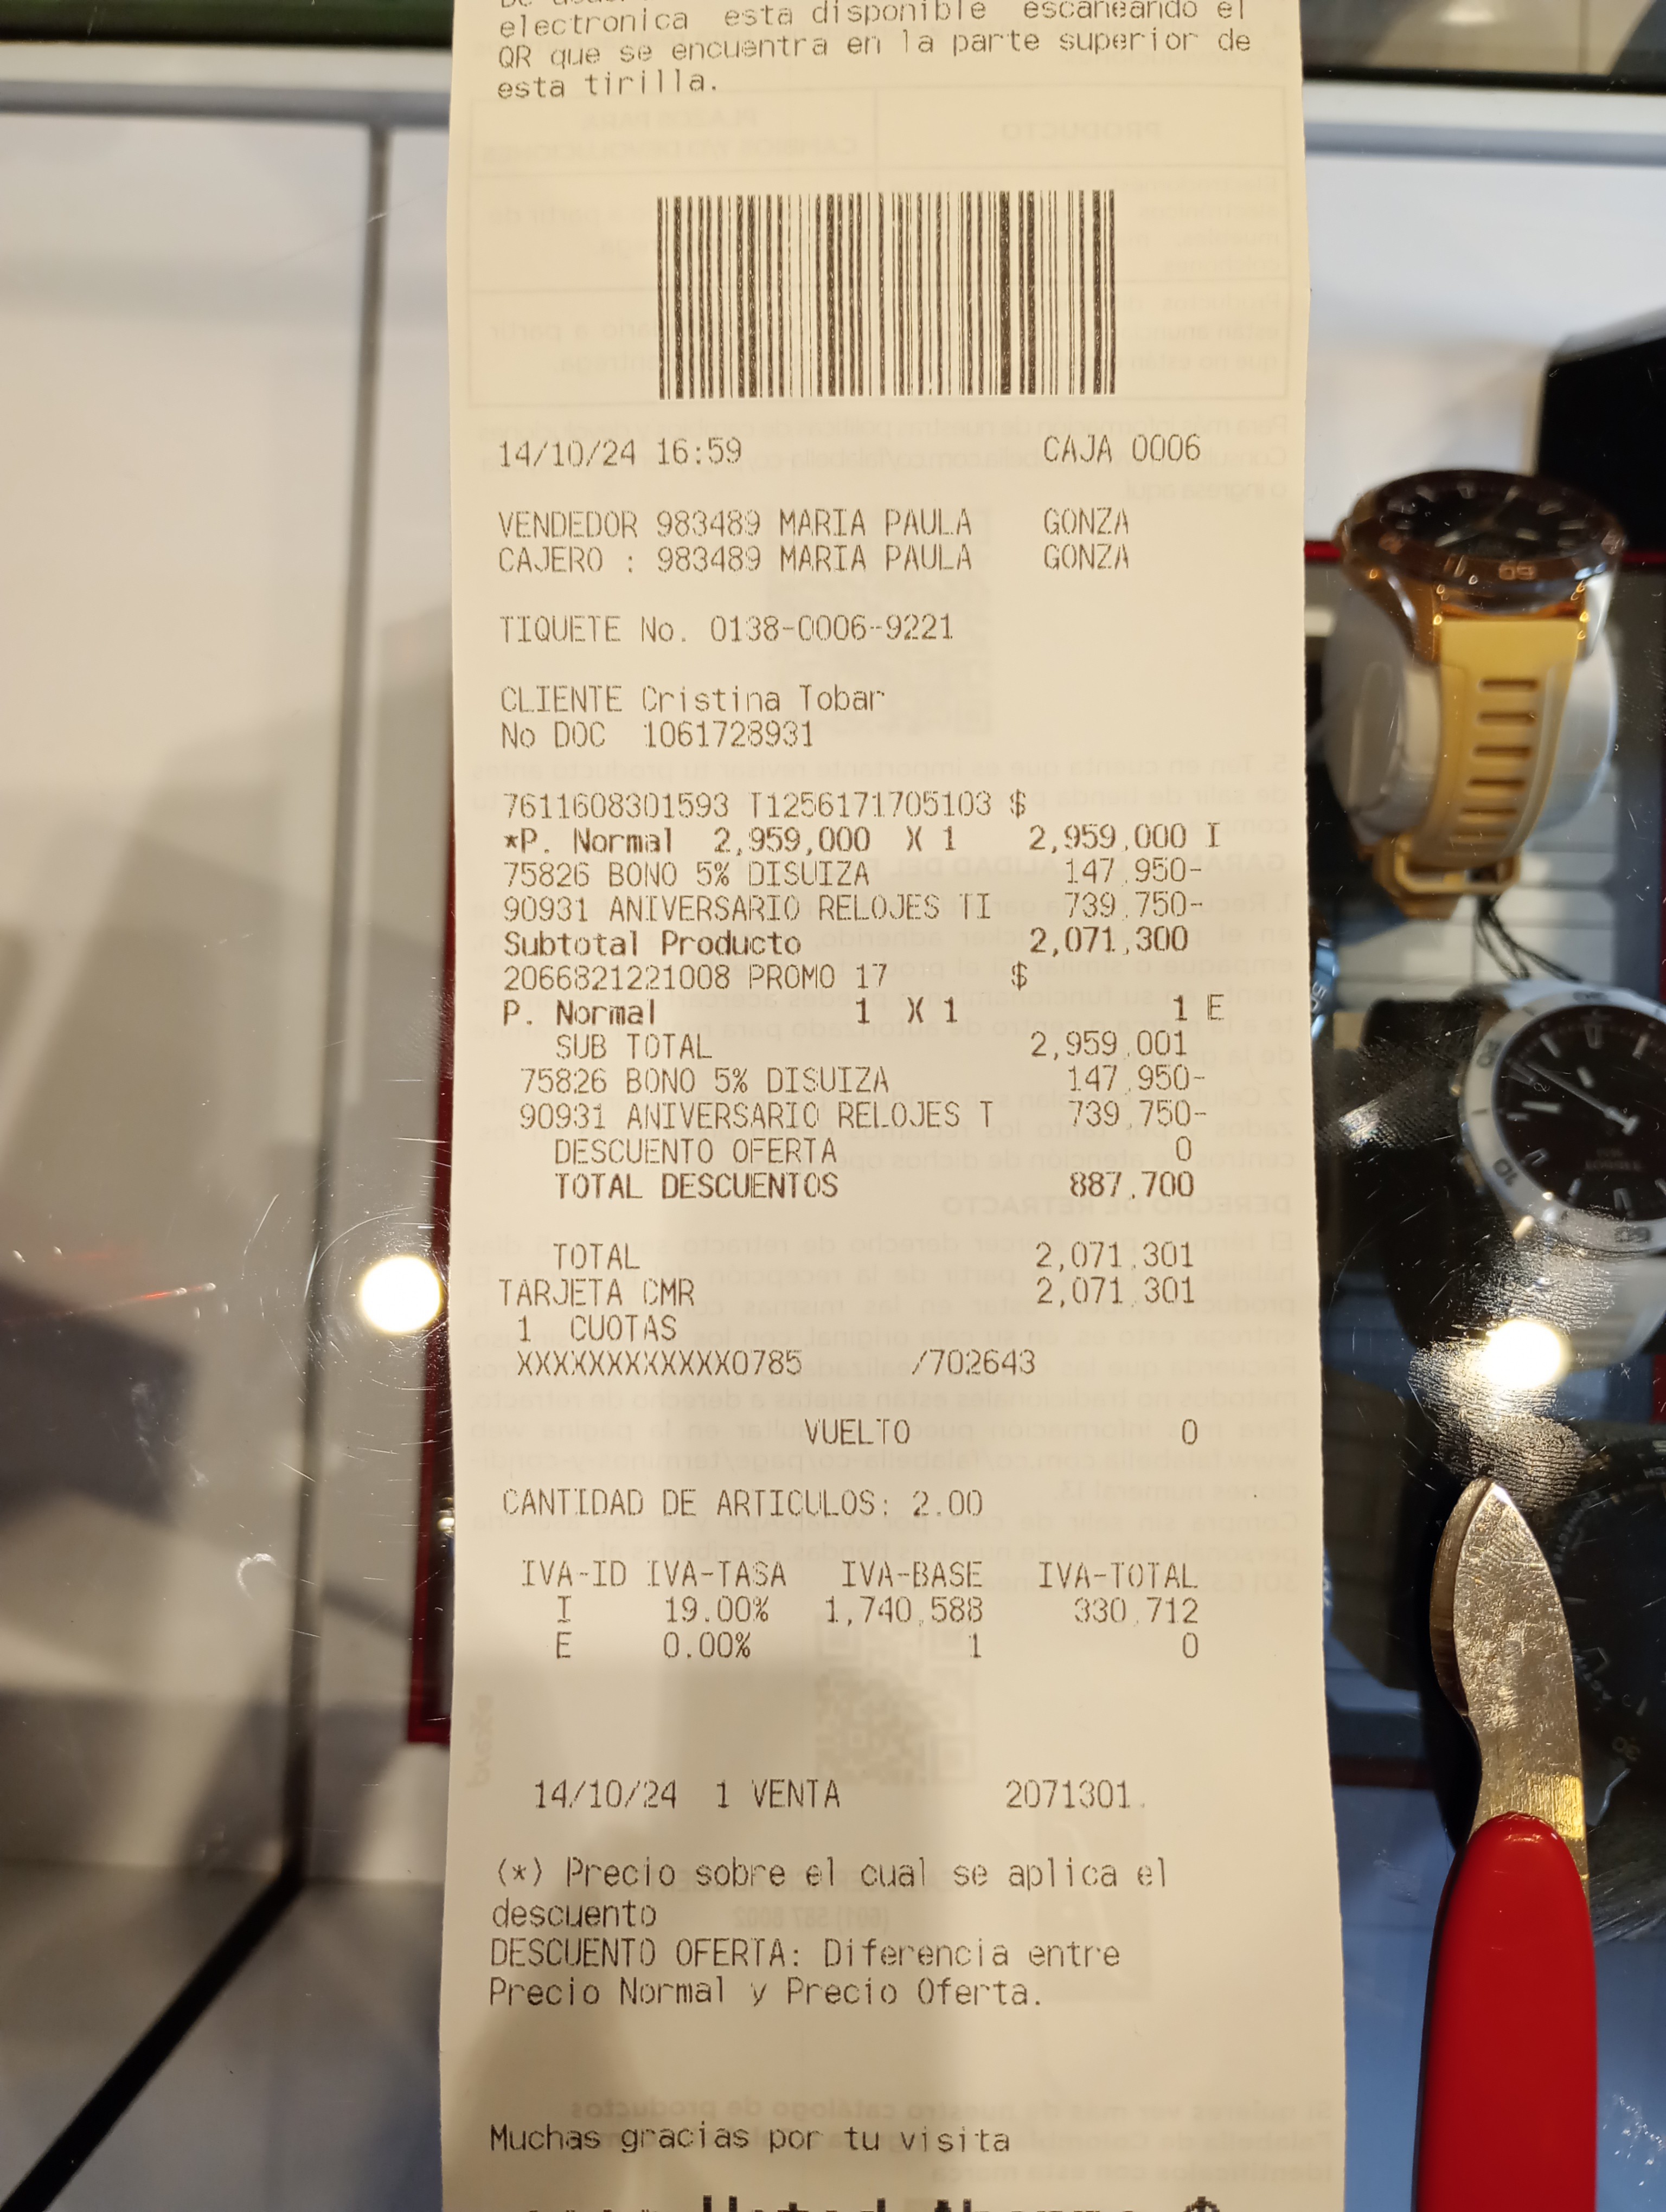 electronica esta disponible escaneando el
QR que se encuentra en la parte superior de
esta tirilla.
14/10/24 16:59 CAJA 0006
VENDEDOR 983489 MARIA PAULA GONZA
CAJERO : 983489 MARIA PAULA GONZA
TIQUETE No. 0138-0006-9221
CLIENTE Cristina Tobar
No DOC 1061728931
7611608301593 T1256171705103 $
*P. Normal 2,959,000 X 1 2,959,000 I
75826 BONO 5% DISUIZA 147,950-
90931 ANIVERSARIO RELOJES TI 739,750-
Subtotal Producto 2,071,300
2066821221008 PROMO 17 $
P. Normal 1 X 1 1 E
SUB TOTAL 2,959,001
75826 BONO 5% DISUIZA 147,950-
90931 ANIVERSARIO RELOJES T 739,750-
DESCUENTO OFERTA 0
TOTAL DESCUENTOS 887,700
TOTAL 2,071,301
TARJETA CMR 2,071,301
1 CUOTAS
XXXXXXXXXXXX0785 /702643
VUELTO 0
CANTIDAD DE ARTICULOS: 2.00
IVA-ID IVA-TASA IVA-BASE IVA-TOTAL
I 19.00% 1,740,588 330,712
E 0.00% 1 0
14/10/24 1 VENTA 2071301.
(*) Precio sobre el cual se aplica el
descuento
DESCUENTO OFERTA: Diferencia entre
Precio Normal y Precio Oferta.
Muchas gracias por tu visita